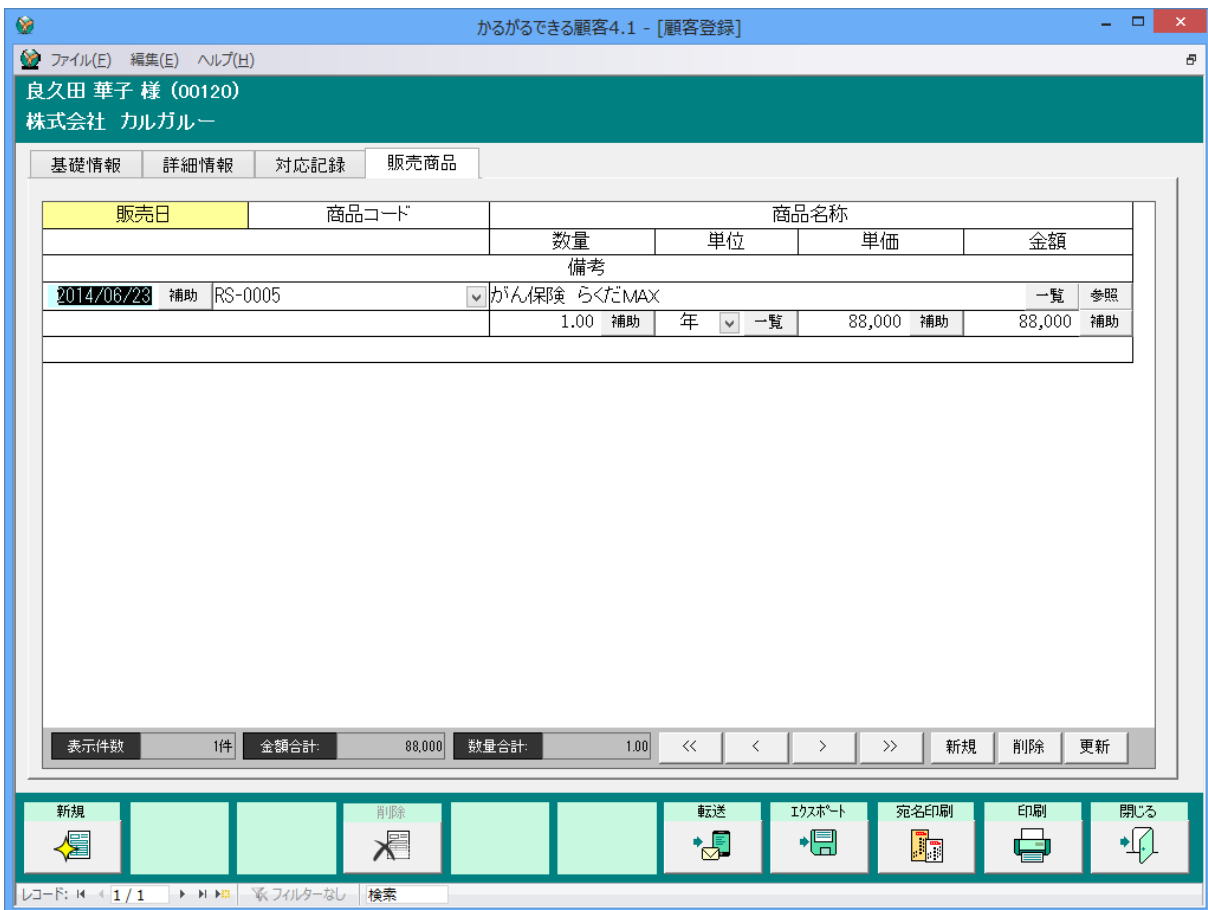 かるがるできる顧客4.1 - [顧客登録]
ファイル(F) 編集(E) ヘルプ(H)
良久田 華子 様 (00120)
株式会社 カルガルー
基礎情報 詳細情報 対応記録 販売商品
販売日 商品コード 商品名称
数量 単位 単価 金額
備考
2014/06/23 補助 RS-0005 がん保険 らくだMAX 一覧 参照
1.00 補助 年 一覧 88,000 補助 88,000 補助
表示件数 1件 金額合計: 88,000 数量合計: 1.00 << < > >> 新規 削除 更新
新規 削除 転送 エクスポート 宛名印刷 印刷 閉じる
レコード: 1 / 1 フィルターなし 検索